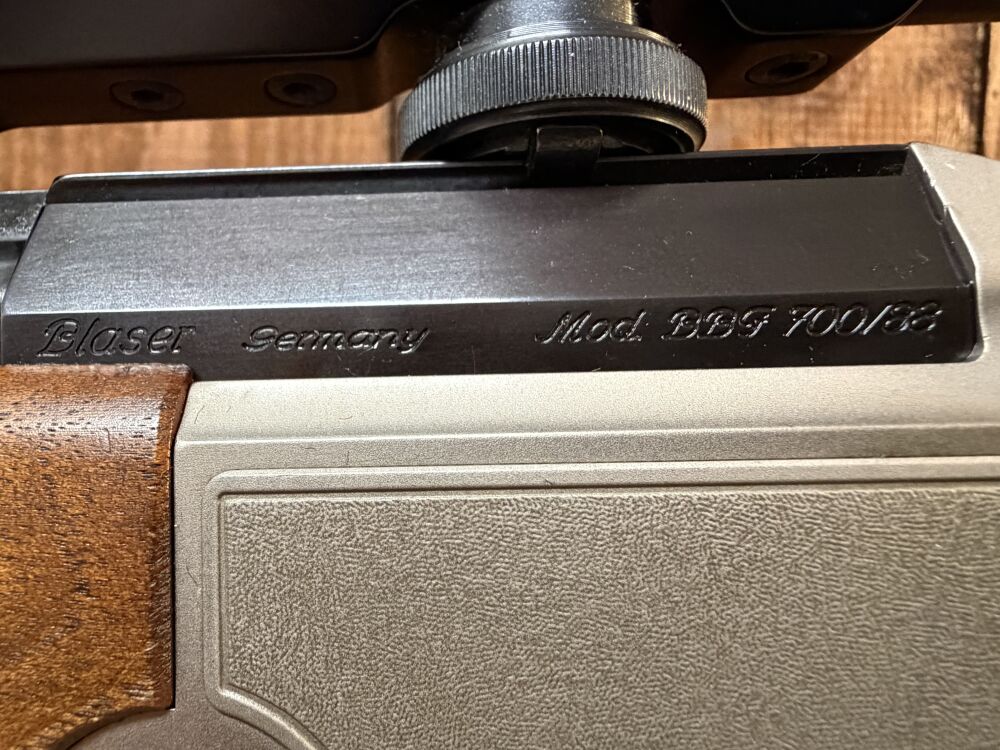 Blaser Germany Mod. BBF 700/88